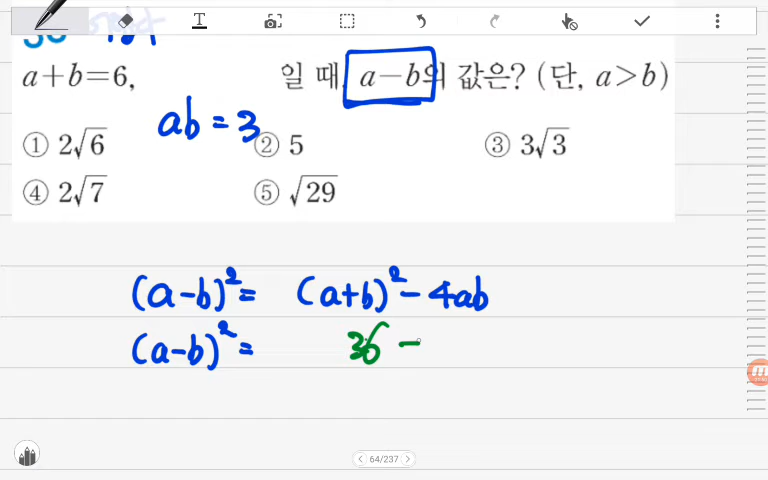 a+b=6, 일 때, a-b의 값은? (단, a>b)
ab = 3
① 2√6 ② 5 ③ 3√3
④ 2√7 ⑤ √29
(a-b)² = (a+b)² - 4ab
(a-b)² = 36 -
64/237